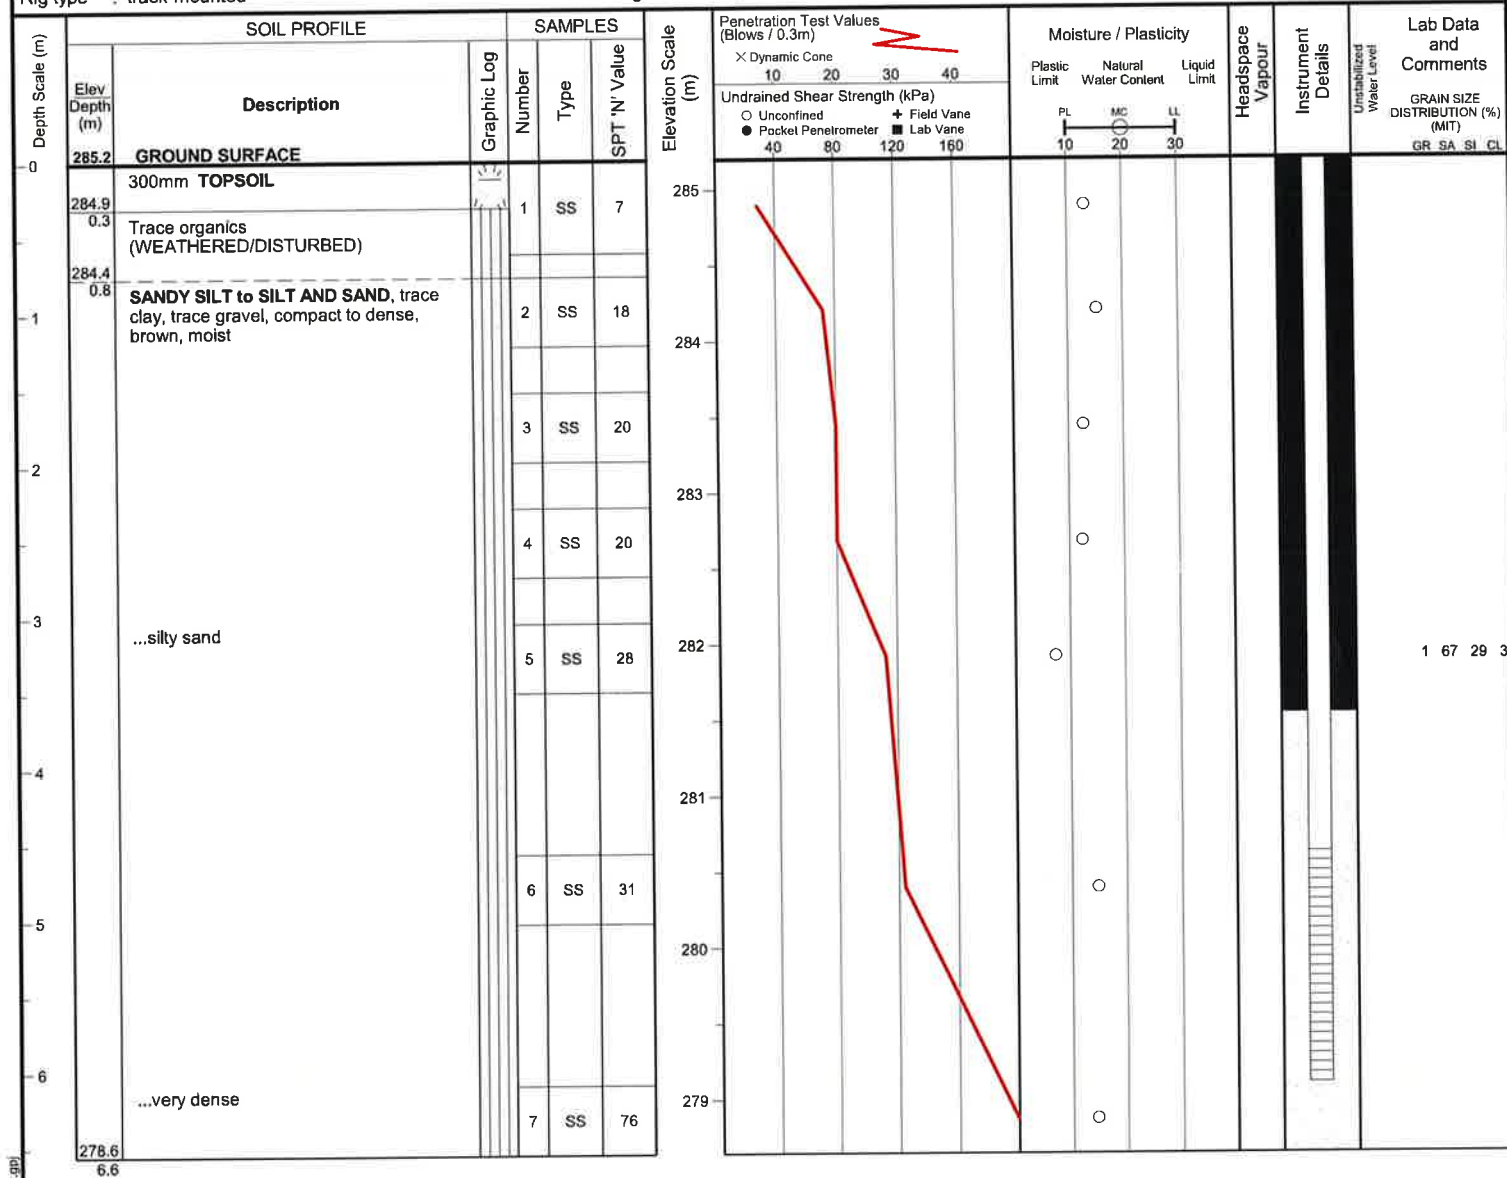 Rig type : track-mounted
SOIL PROFILE
SAMPLES
Depth Scale (m)
Elev
Depth
(m)
Description
Graphic Log
Number
Type
SPT 'N' Value
Elevation Scale
(m)
Penetration Test Values
(Blows / 0.3m)
× Dynamic Cone
10 20 30 40
Undrained Shear Strength (kPa)
○ Unconfined + Field Vane
● Pocket Penetrometer ■ Lab Vane
40 80 120 160
Moisture / Plasticity
Plastic Natural Liquid
Limit Water Content Limit
PL MC LL
10 20 30
Headspace
Vapour
Instrument
Details
Unstabilized
Water Level
Lab Data
and
Comments
GRAIN SIZE
DISTRIBUTION (%)
(MIT)
GR SA SI CL
285.2 GROUND SURFACE
0
300mm TOPSOIL
284.9
0.3
1 SS 7
285
Trace organics
(WEATHERED/DISTURBED)
284.4
0.8
SANDY SILT to SILT AND SAND, trace
clay, trace gravel, compact to dense,
brown, moist
1
2 SS 18
284
3 SS 20
2
283
4 SS 20
3
...silty sand
5 SS 28
282
1 67 29 3
4
281
6 SS 31
5
280
6
...very dense
7 SS 76
279
278.6
6.6
.gpj